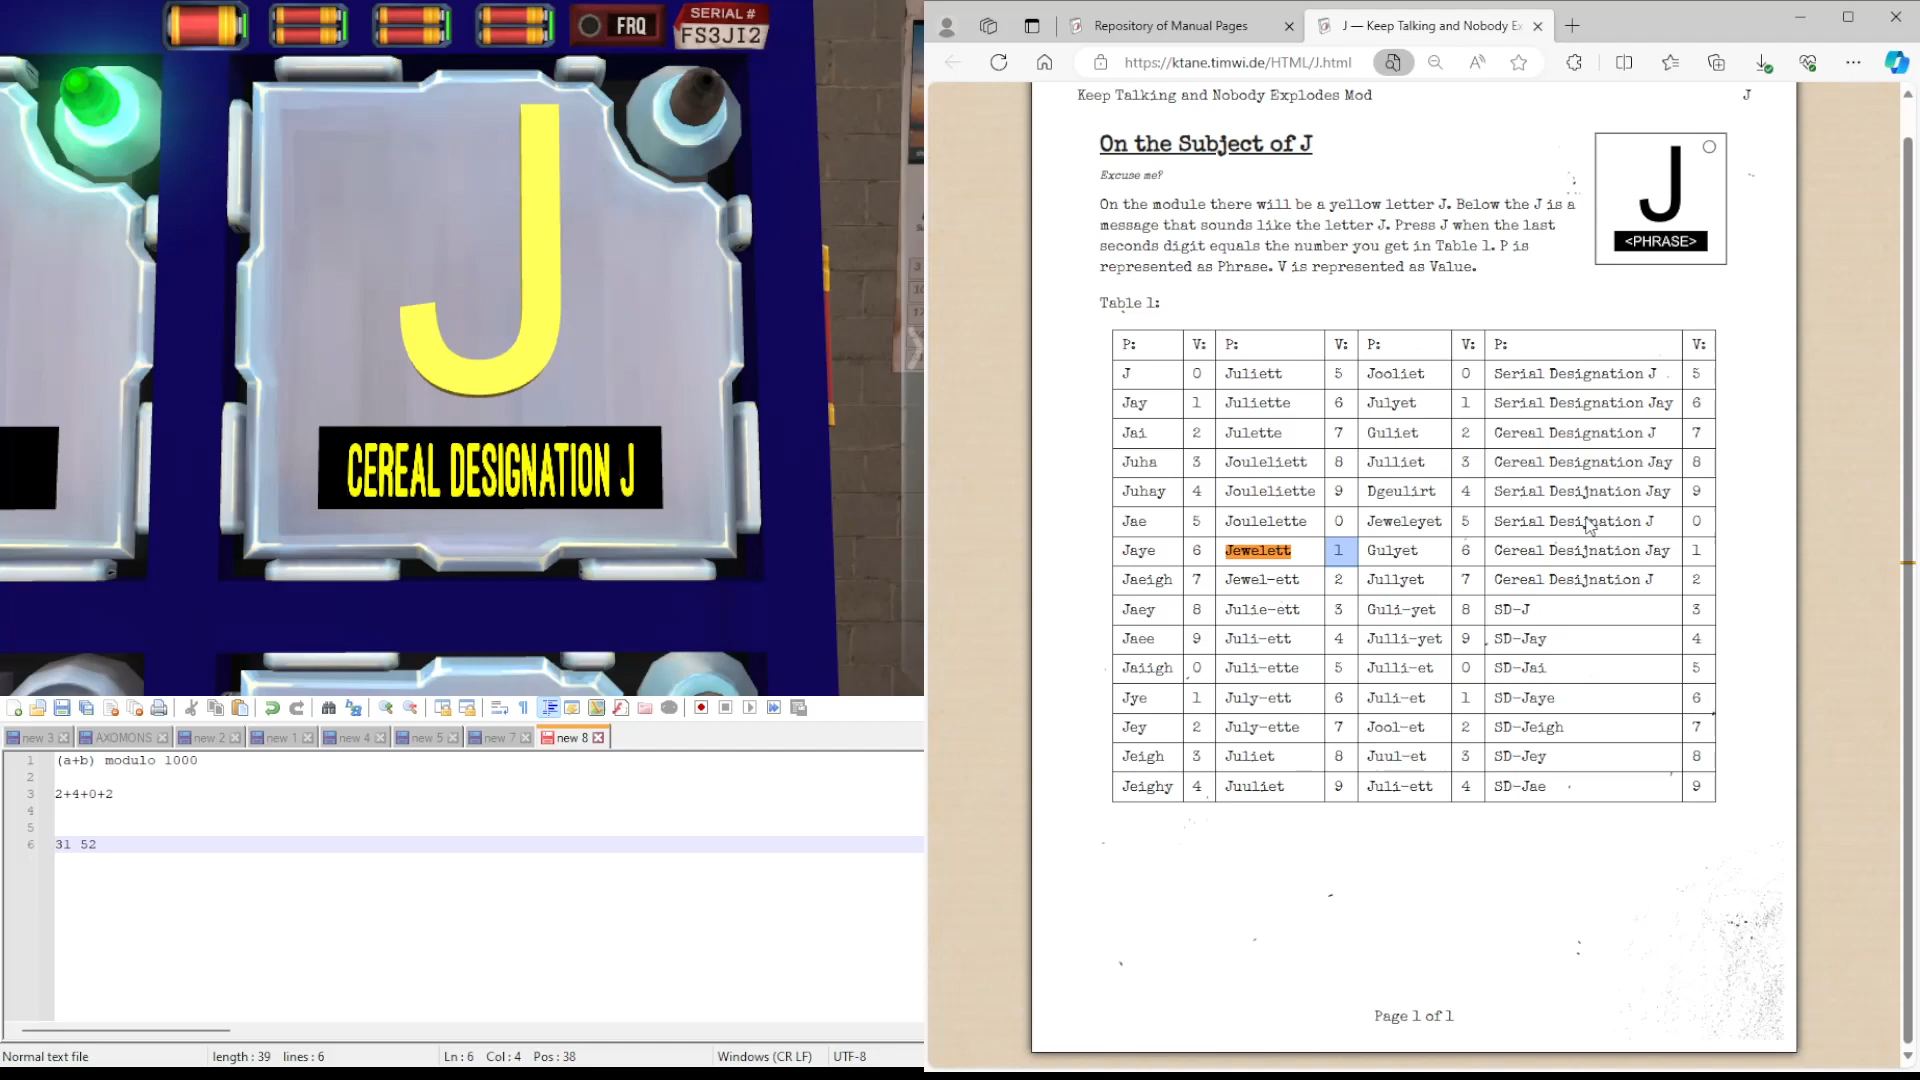 FRQ
SERIAL #
FS3JI2
J
CEREAL DESIGNATION J
new 3
AXOMONS
new 2
new 1
new 4
new 5
new 7
new 8
1 (a+b) modulo 1000
2
3 2+4+0+2
4
5
6 31 52
Normal text file
length : 39 lines : 6
Ln : 6 Col : 4 Pos : 38
Windows (CR LF)
UTF-8
Repository of Manual Pages
J — Keep Talking and Nobody Ex
https://ktane.timwi.de/HTML/J.html
Keep Talking and Nobody Explodes Mod
J
On the Subject of J
Excuse me?
On the module there will be a yellow letter J. Below the J is a
message that sounds like the letter J. Press J when the last
seconds digit equals the number you get in Table 1. P is
represented as Phrase. V is represented as Value.
J
<PHRASE>
Table 1:
P: V: P: V: P: V: P: V:
J 0 Juliett 5 Jooliet 0 Serial Designation J 5
Jay 1 Juliette 6 Julyet 1 Serial Designation Jay 6
Jai 2 Julette 7 Guliet 2 Cereal Designation J 7
Juha 3 Jouleliett 8 Julliet 3 Cereal Designation Jay 8
Juhay 4 Jouleliette 9 Dgeulirt 4 Serial Desijnation Jay 9
Jae 5 Joulelette 0 Jeweleyet 5 Serial Desijnation J 0
Jaye 6 Jewelett 1 Gulyet 6 Cereal Desijnation Jay 1
Jaeigh 7 Jewel-ett 2 Jullyet 7 Cereal Desijnation J 2
Jaey 8 Julie-ett 3 Guli-yet 8 SD-J 3
Jaee 9 Juli-ett 4 Julli-yet 9 SD-Jay 4
Jaiigh 0 Juli-ette 5 Julli-et 0 SD-Jai 5
Jye 1 July-ett 6 Juli-et 1 SD-Jaye 6
Jey 2 July-ette 7 Jool-et 2 SD-Jeigh 7
Jeigh 3 Juliet 8 Juul-et 3 SD-Jey 8
Jeighy 4 Juuliet 9 Juli-ett 4 SD-Jae 9
Page 1 of 1